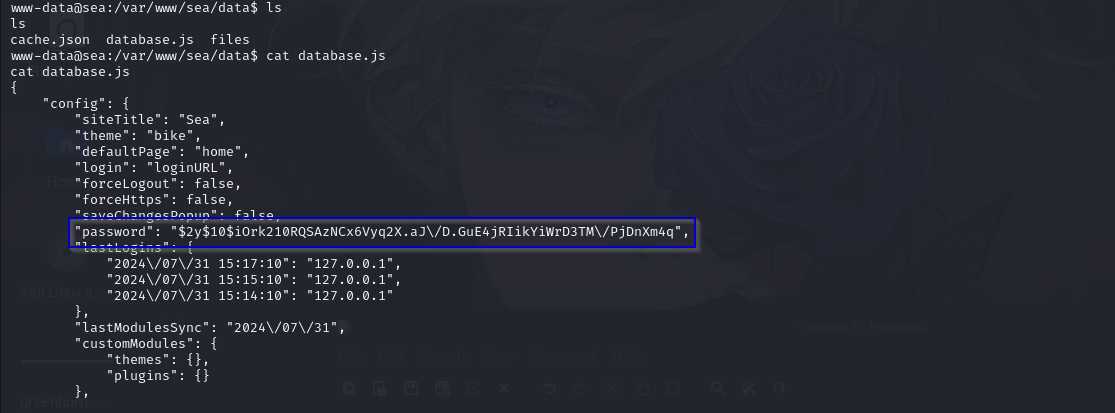 www-data@sea:/var/www/sea/data$ ls
ls
cache.json  database.js  files
www-data@sea:/var/www/sea/data$ cat database.js
cat database.js
{
    "config": {
        "siteTitle": "Sea",
        "theme": "bike",
        "defaultPage": "home",
        "login": "loginURL",
        "forceLogout": false,
        "forceHttps": false,
        "saveChangesPopup": false,
        "password": "$2y$10$iOrk210RQSAzNCx6Vyq2X.aJ\/D.GuE4jRIikYiWrD3TM\/PjDnXm4q",
        "lastLogins": {
            "2024\/07\/31 15:17:10": "127.0.0.1",
            "2024\/07\/31 15:15:10": "127.0.0.1",
            "2024\/07\/31 15:14:10": "127.0.0.1"
        },
        "lastModulesSync": "2024\/07\/31",
        "customModules": {
            "themes": {},
            "plugins": {}
        },